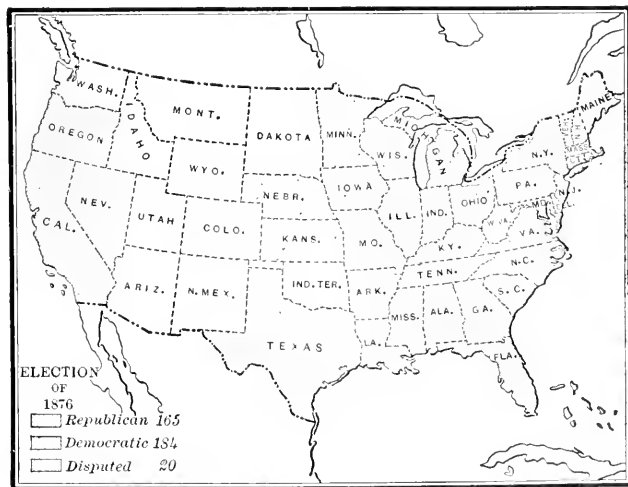 WASH.
MONT.
DAKOTA
MINN.
MICHIGAN
MAINE
OREGON
IDAHO
WYO.
WIS.
N.Y.
MASS.
NEBR.
IOWA
PA.
N.J.
NEV.
UTAH
COLO.
KANS.
ILL.
IND.
OHIO
CAL.
MO.
KY.
W.VA.
VA.
MD.
ARIZ.
N.MEX.
IND.TER.
ARK.
TENN.
N.C.
S.C.
TEXAS
LA.
MISS.
ALA.
GA.
FLA.
ELECTION
OF
1876
Republican 165
Democratic 184
Disputed 20